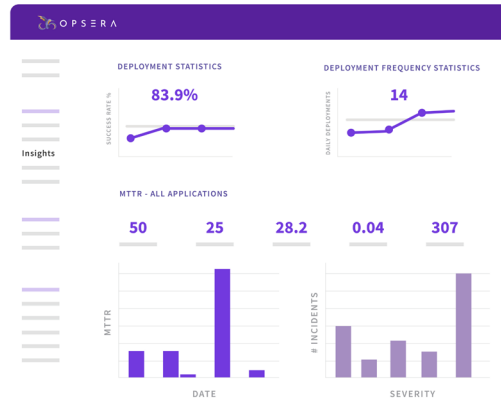 OPSERA
DEPLOYMENT STATISTICS
83.9%
SUCCESS RATE %
DEPLOYMENT FREQUENCY STATISTICS
14
DAILY DEPLOYMENTS
Insights
MTTR - ALL APPLICATIONS
50 25 28.2 0.04 307
MTTR
DATE
# INCIDENTS
SEVERITY